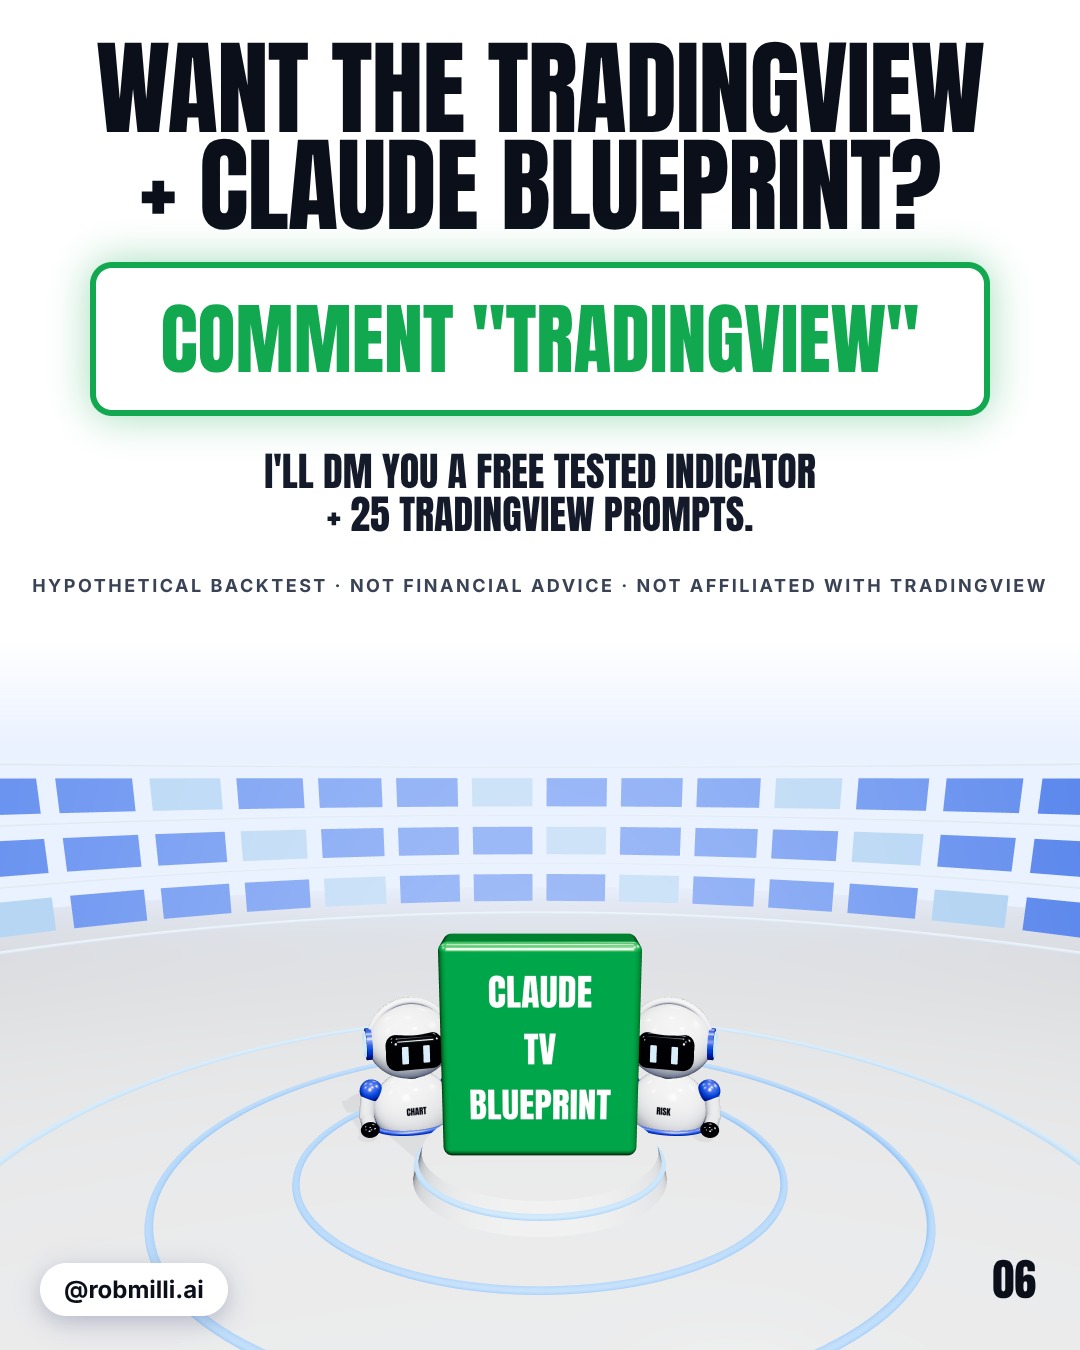 WANT THE TRADINGVIEW
+ CLAUDE BLUEPRINT?
COMMENT "TRADINGVIEW"
I'LL DM YOU A FREE TESTED INDICATOR
+ 25 TRADINGVIEW PROMPTS.
HYPOTHETICAL BACKTEST · NOT FINANCIAL ADVICE · NOT AFFILIATED WITH TRADINGVIEW
CLAUDE
TV
BLUEPRINT
CHART
RISK
@robmilli.ai
06